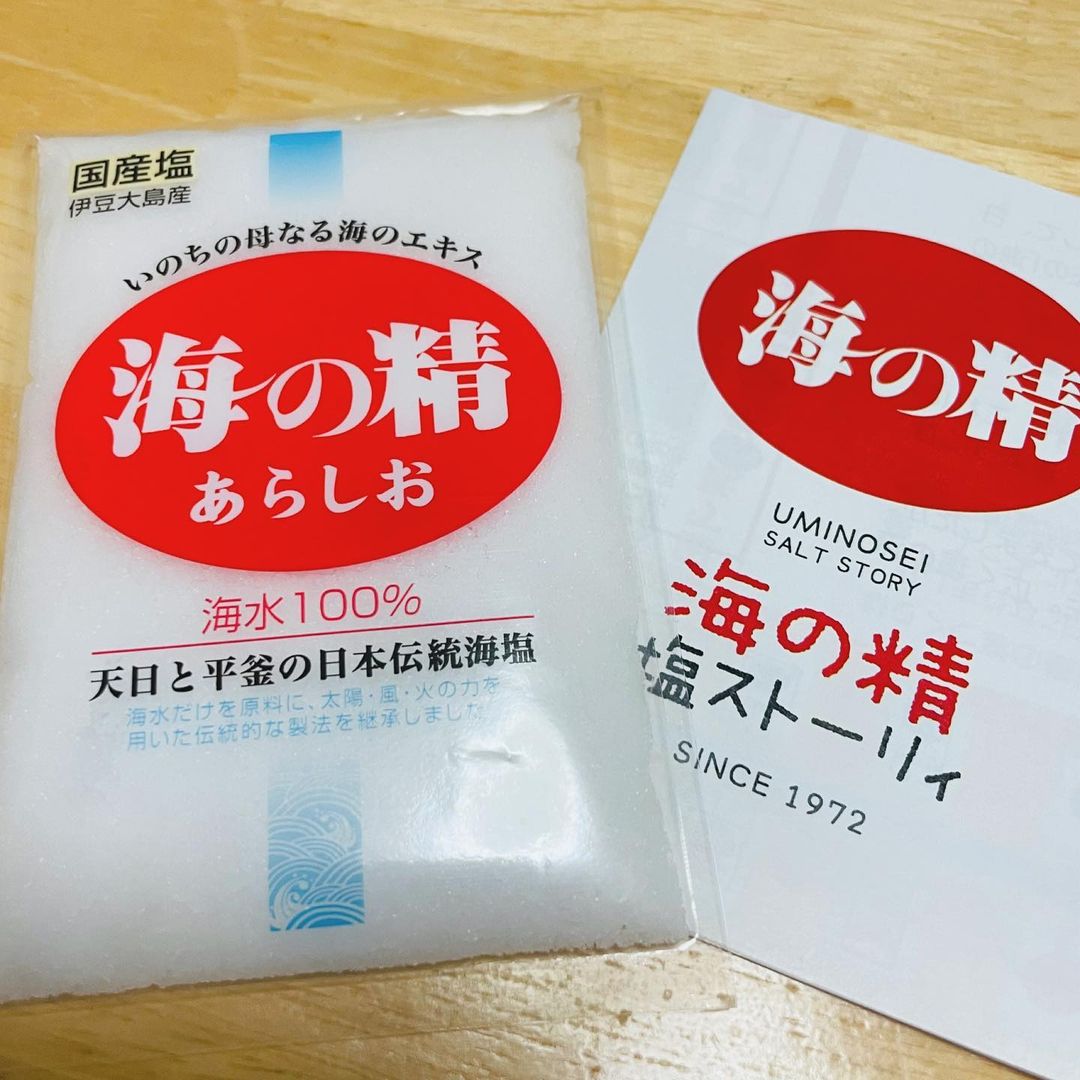 国産塩
伊豆大島産
いのちの母なる海のエキス
海の精
あらしお
海水100%
天日と平釜の日本伝統海塩
海水だけを原料に、太陽・風・火の力を
用いた伝統的な製法を継承しました
海の精
UMINOSEI
SALT STORY
海の精
塩ストーリィ
SINCE 1972